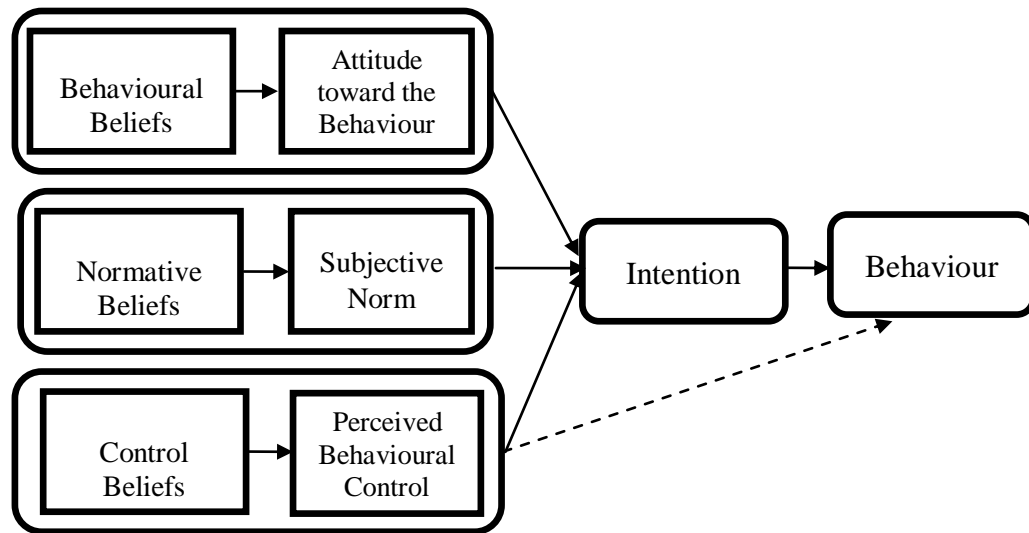 Behavioural
Beliefs
Attitude
toward the
Behaviour
Normative
Beliefs
Subjective
Norm
Control
Beliefs
Perceived
Behavioural
Control
Intention
Behaviour